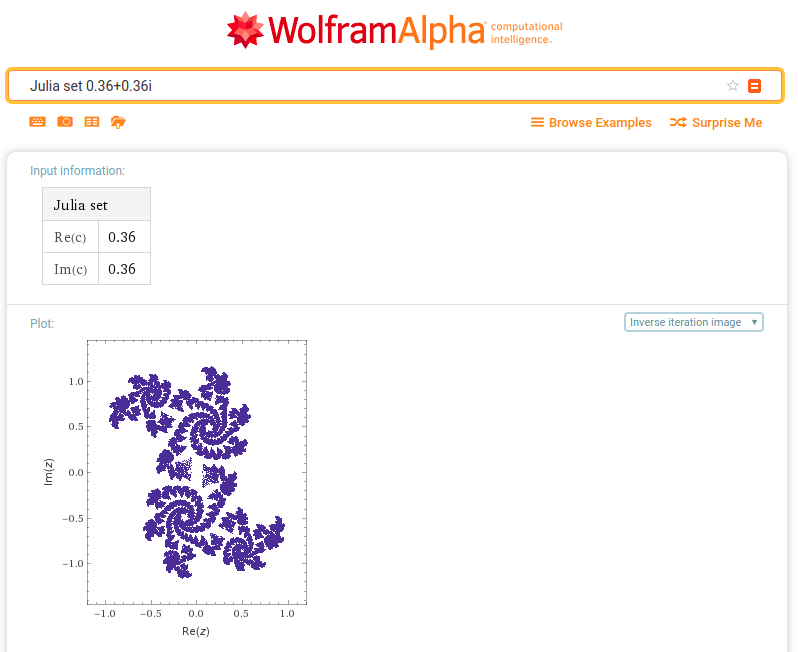 WolframAlpha computational intelligence.
Julia set 0.36+0.36i
Browse Examples Surprise Me
Input information:
Julia set
Re(c) 0.36
Im(c) 0.36
Plot:
Inverse iteration image
1.0
0.5
0.0
−0.5
−1.0
Im(z)
−1.0 −0.5 0.0 0.5 1.0
Re(z)